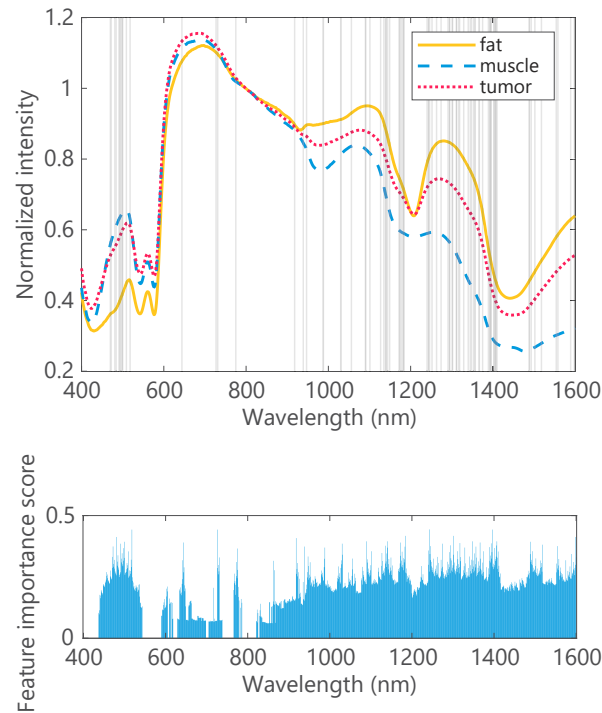 1.2
1
0.8
0.6
0.4
0.2
Normalized intensity
fat
muscle
tumor
400 600 800 1000 1200 1400 1600
Wavelength (nm)
0.5
0
Feature importance score
400 600 800 1000 1200 1400 1600
Wavelength (nm)